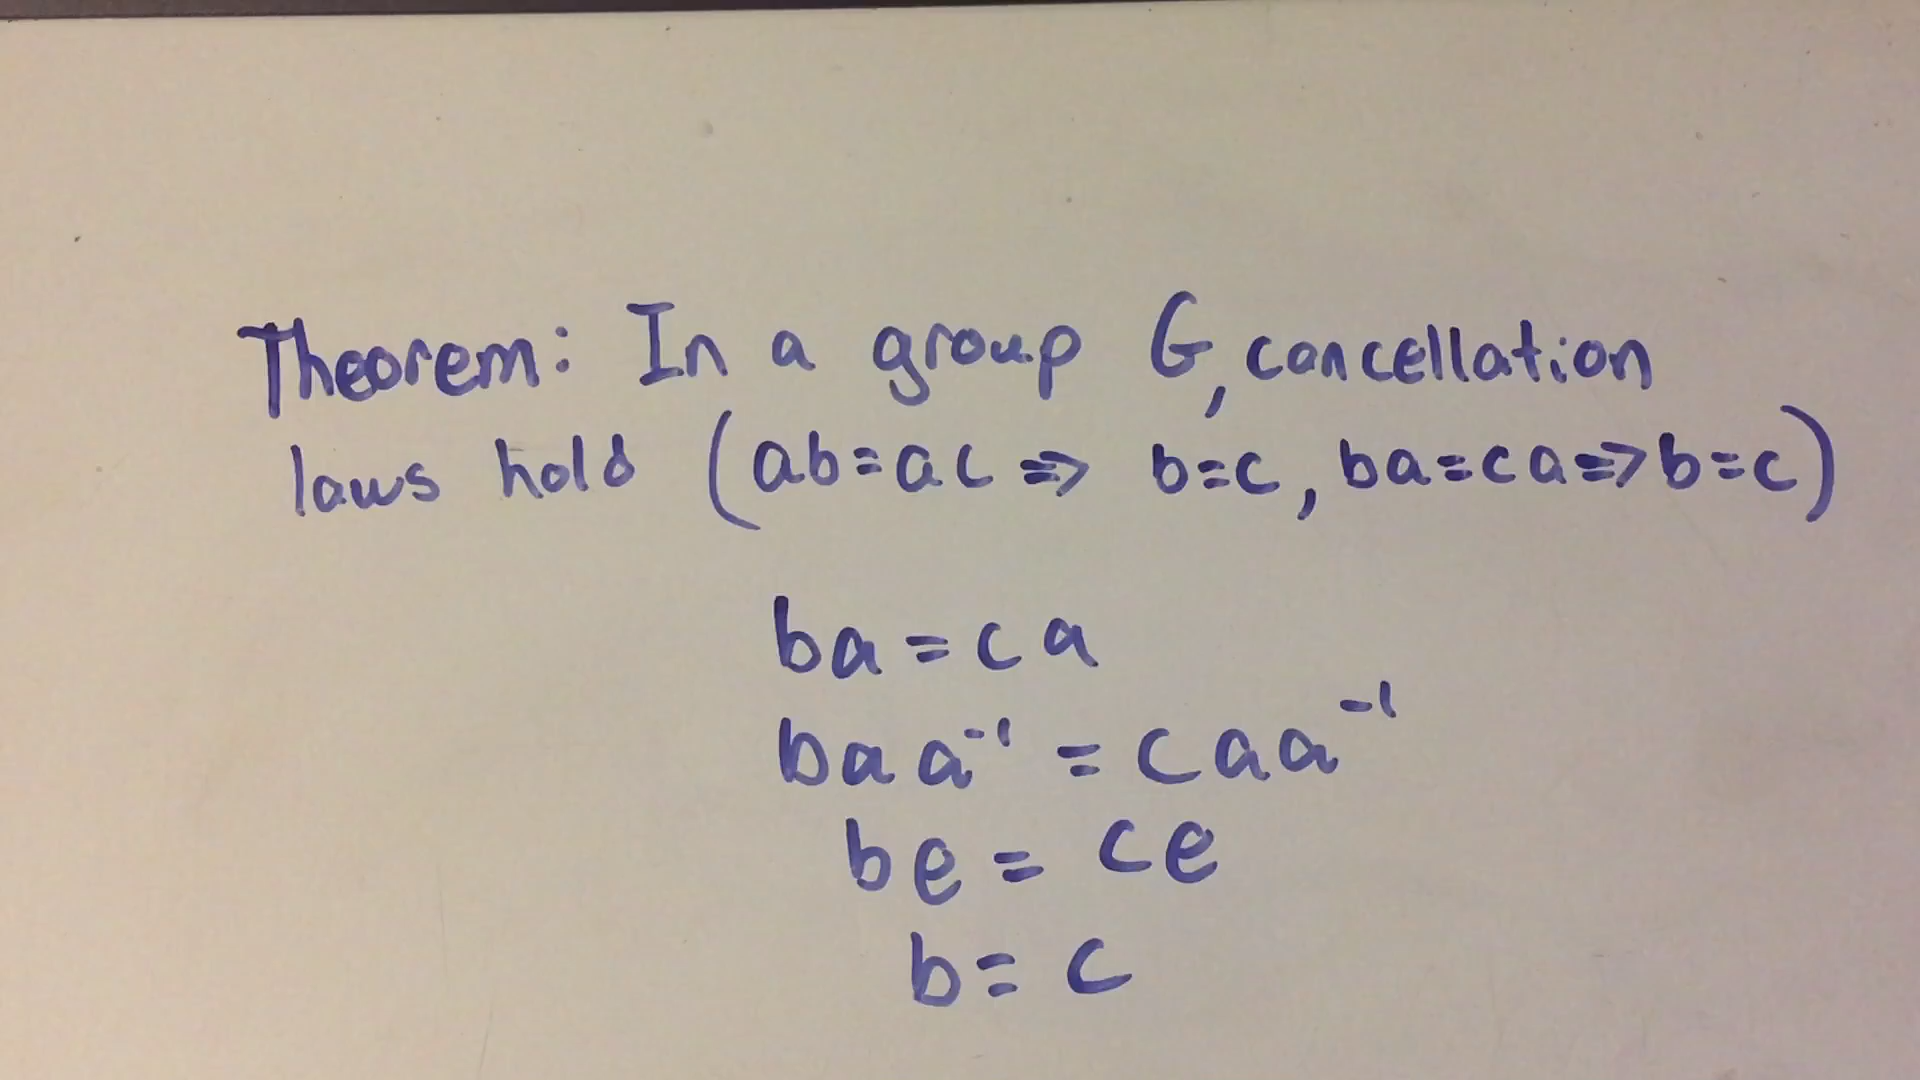 Theorem: In a group G, cancellation
laws hold (ab=ac => b=c, ba=ca=>b=c)
ba=ca
baa⁻¹ = caa⁻¹
be = ce
b= c